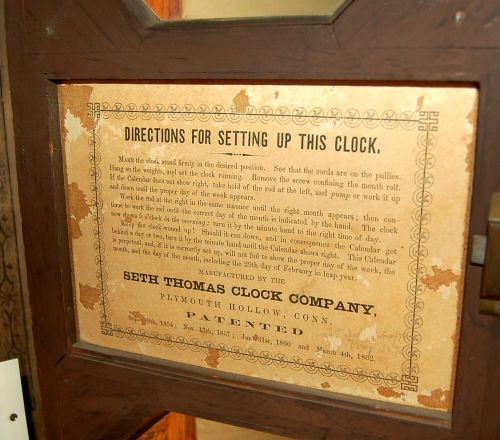 DIRECTIONS FOR SETTING UP THIS CLOCK.
Make the clock stand firmly in the desired position. See that the cords are on the pullies.
Hang on the weights, and set the clock running. Remove the screw confining the mouth roll.
If the Calendar does not show right, take hold of the rod at the left, and pump or work it up
and down until the proper day of the week appears.
Work the rod at the right in the same manner until the right month appears; then con-
tinue to work the rod until the correct day of the month is indicated by the hand. The clock
now shows o'clock in the morning: turn it by the minute hand to the right time of day.
Keep the clock wound up! Should it run down, and in consequence the Calendar get
behind a day or two, turn it by the minute hand until the Calendar shows right. This Calendar
is perpetual, and, if it is correctly set up, will not fail to show the proper day of the week, the
month, and the day of the month, including the 29th day of February in leap year.
MANUFACTURED BY THE
SETH THOMAS CLOCK COMPANY,
PLYMOUTH HOLLOW, CONN.
PATENTED
1854; Nov. 17th, 1857; Jan. 31st, 1860 and March 4th, 1862.